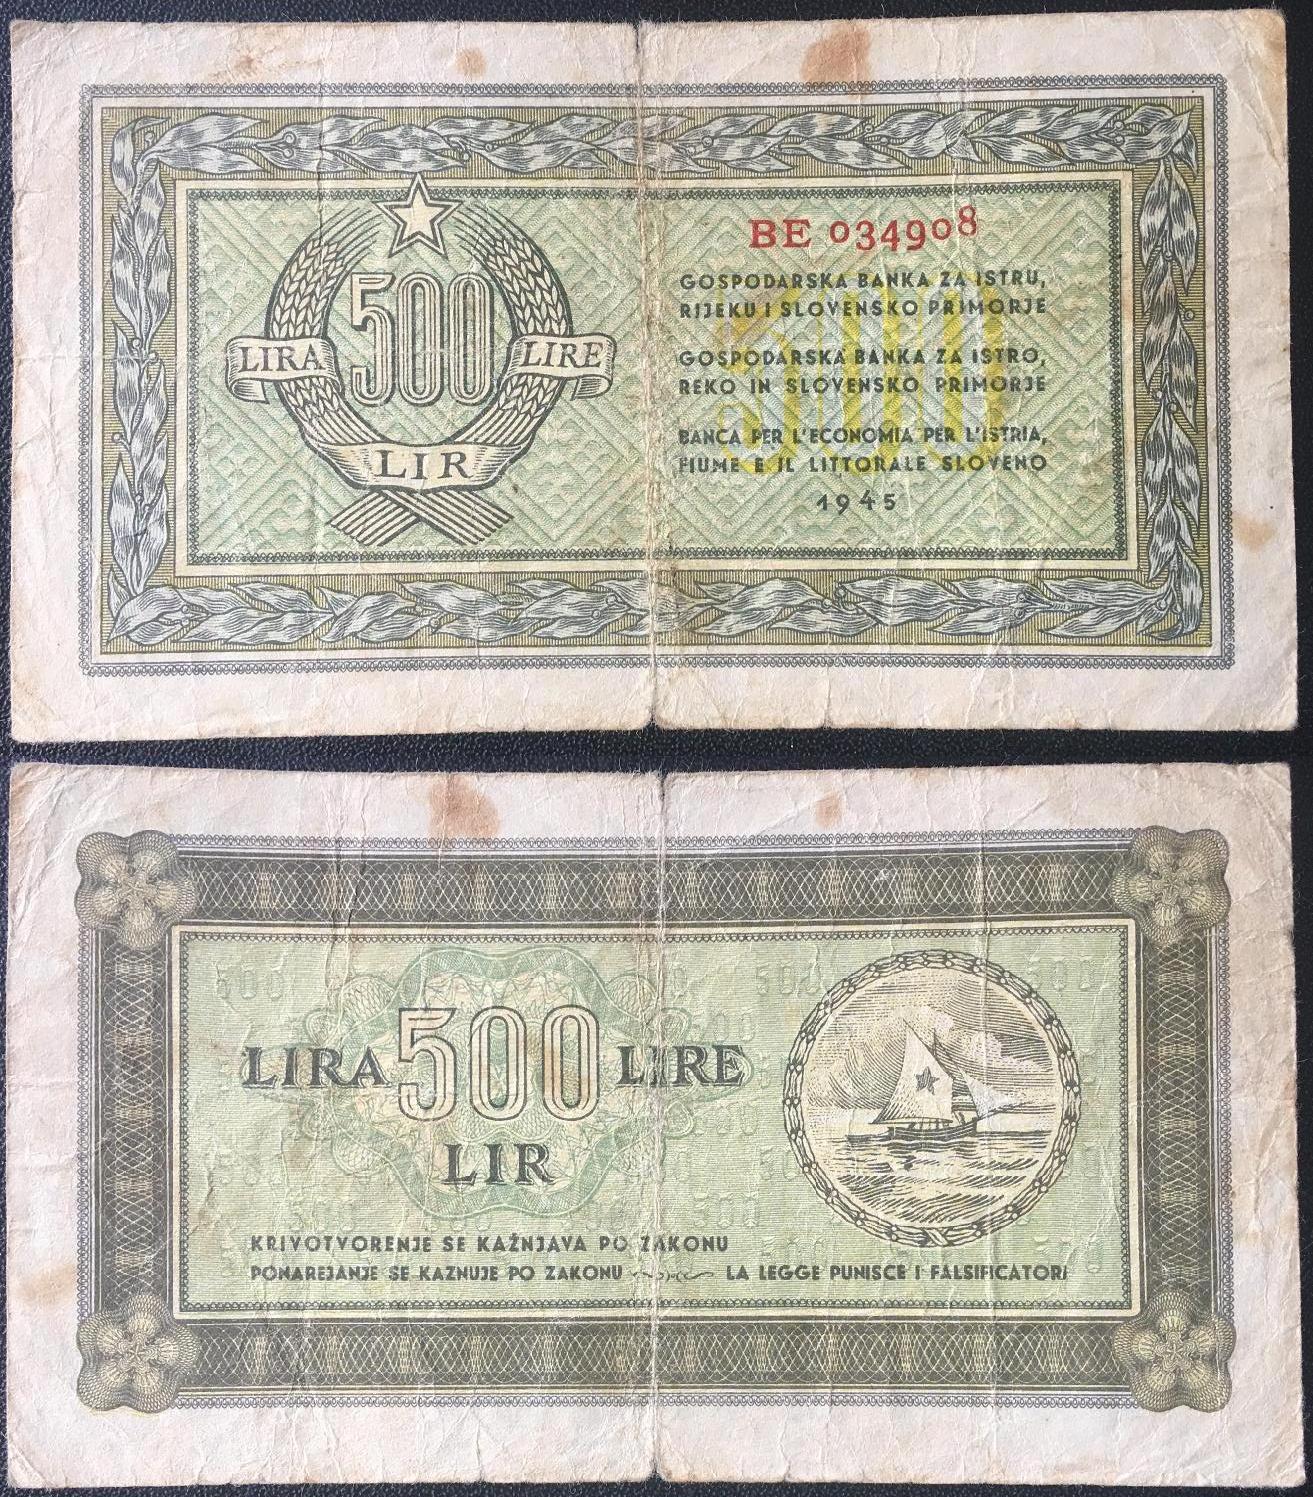 BE 034908
LIRA 500 LIRE
LIR
GOSPODARSKA BANKA ZA ISTRU,
RIJEKU I SLOVENSKO PRIMORJE
GOSPODARSKA BANKA ZA ISTRO,
REKO IN SLOVENSKO PRIMORJE
BANCA PER L'ECONOMIA PER L'ISTRIA,
FIUME E IL LITTORALE SLOVENO
1945
500
LIRA 500 LIRE
LIR
KRIVOTVORENJE SE KAŽNJAVA PO ZAKONU
PONAREJANJE SE KAZNUJE PO ZAKONU LA LEGGE PUNISCE I FALSIFICATORI